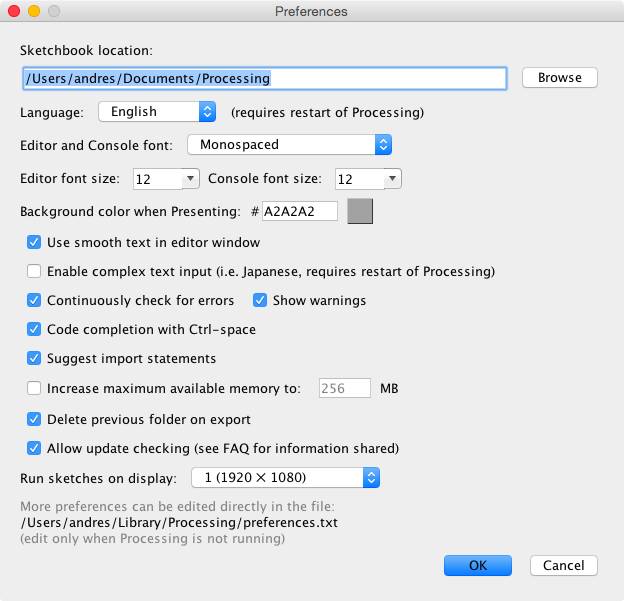 Preferences
Sketchbook location:
/Users/andres/Documents/Processing Browse
Language: English (requires restart of Processing)
Editor and Console font: Monospaced
Editor font size: 12 Console font size: 12
Background color when Presenting: # A2A2A2
Use smooth text in editor window
Enable complex text input (i.e. Japanese, requires restart of Processing)
Continuously check for errors Show warnings
Code completion with Ctrl-space
Suggest import statements
Increase maximum available memory to: 256 MB
Delete previous folder on export
Allow update checking (see FAQ for information shared)
Run sketches on display: 1 (1920 × 1080)
More preferences can be edited directly in the file:
/Users/andres/Library/Processing/preferences.txt
(edit only when Processing is not running)
OK Cancel